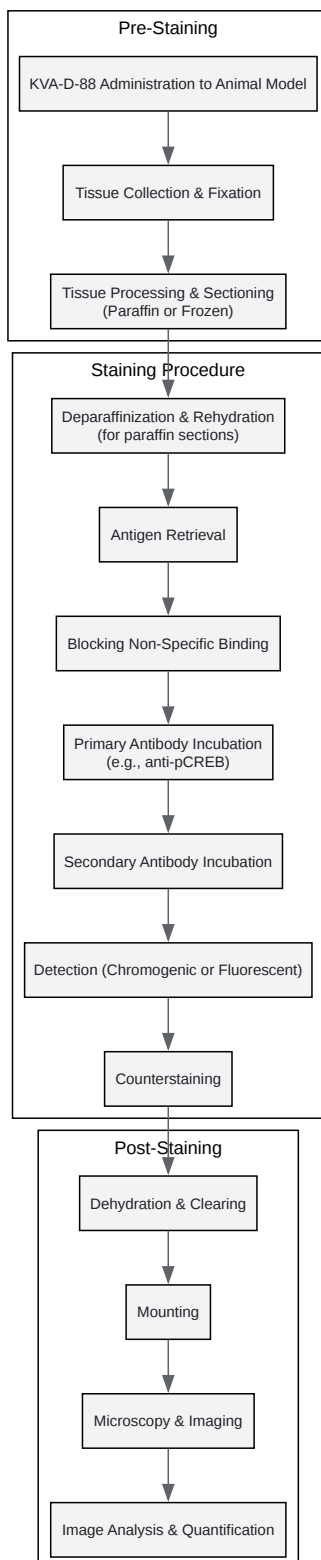 Pre-Staining
KVA-D-88 Administration to Animal Model
Tissue Collection & Fixation
Tissue Processing & Sectioning
(Paraffin or Frozen)
Staining Procedure
Deparaffinization & Rehydration
(for paraffin sections)
Antigen Retrieval
Blocking Non-Specific Binding
Primary Antibody Incubation
(e.g., anti-pCREB)
Secondary Antibody Incubation
Detection (Chromogenic or Fluorescent)
Counterstaining
Post-Staining
Dehydration & Clearing
Mounting
Microscopy & Imaging
Image Analysis & Quantification